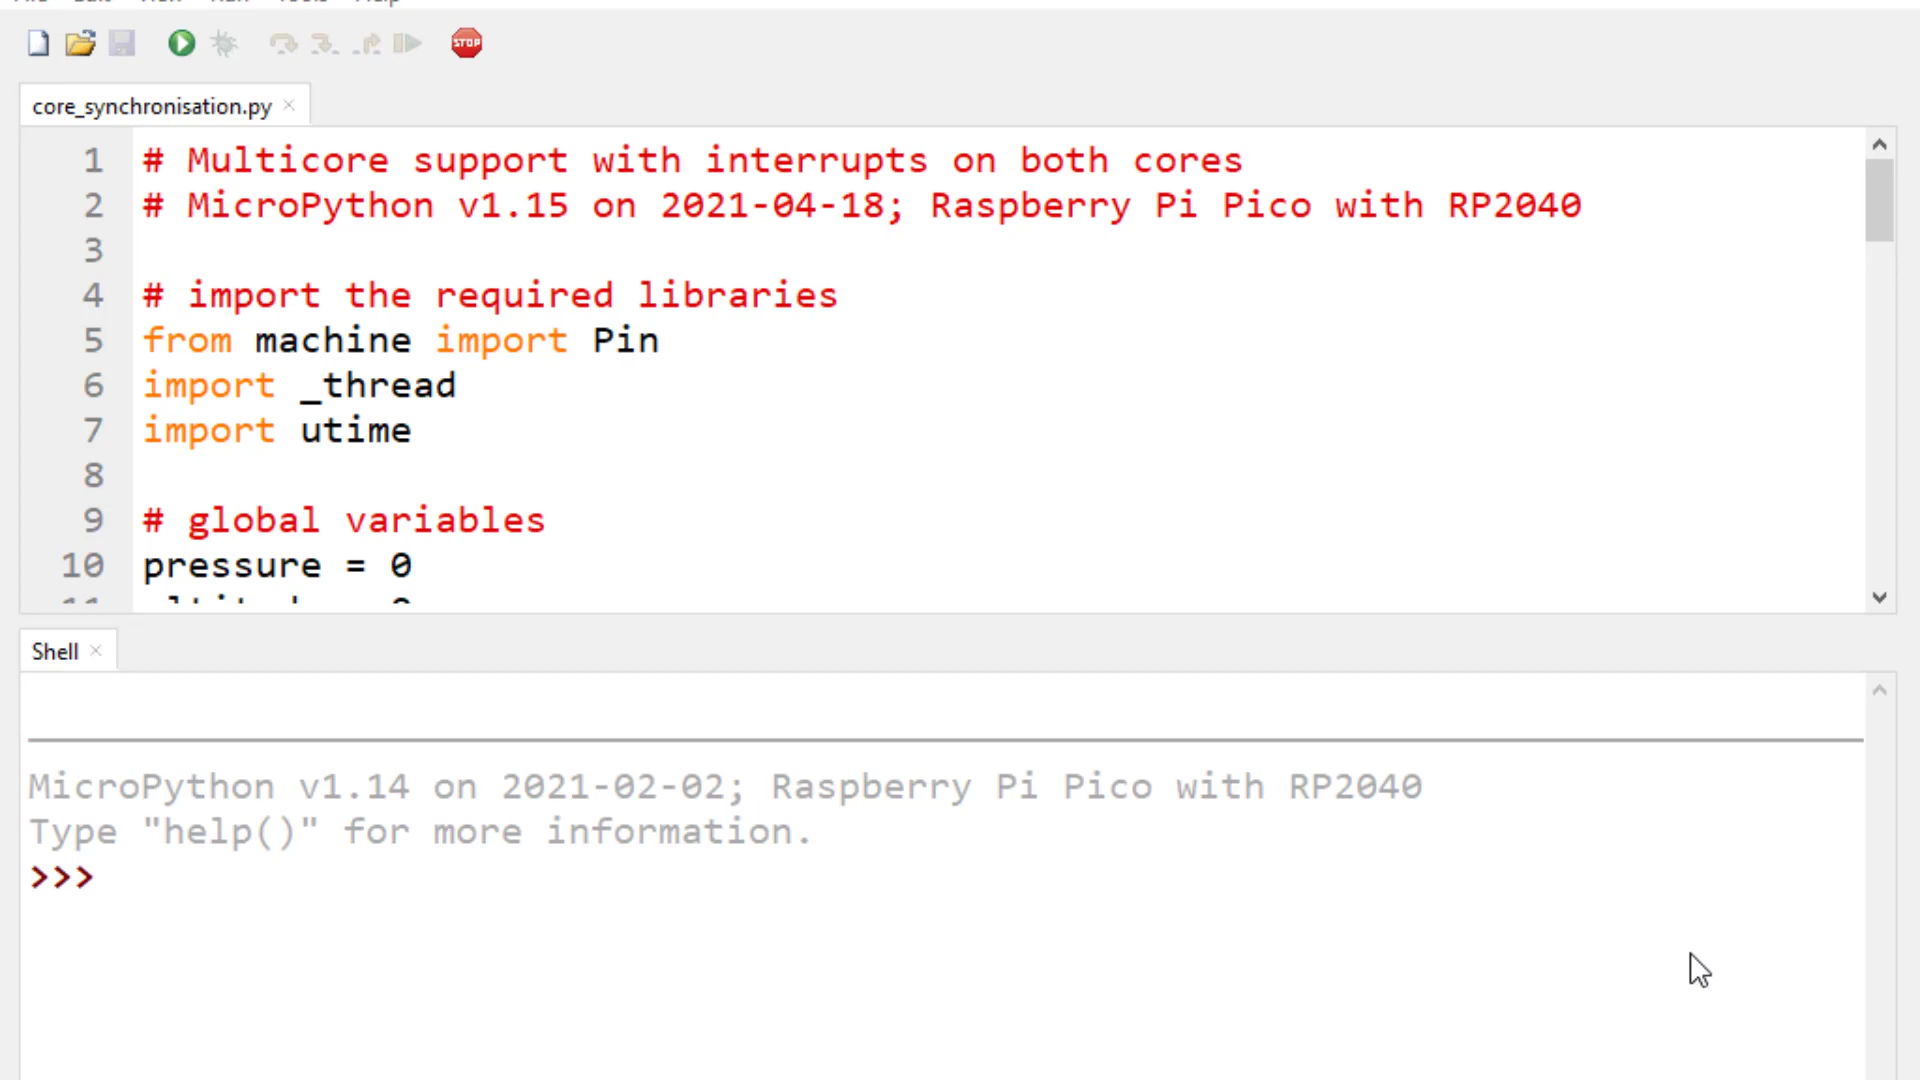 STOP
core_synchronisation.py
1 # Multicore support with interrupts on both cores
2 # MicroPython v1.15 on 2021-04-18; Raspberry Pi Pico with RP2040
3
4 # import the required libraries
5 from machine import Pin
6 import _thread
7 import utime
8
9 # global variables
10 pressure = 0
Shell
MicroPython v1.14 on 2021-02-02; Raspberry Pi Pico with RP2040
Type "help()" for more information.
>>>